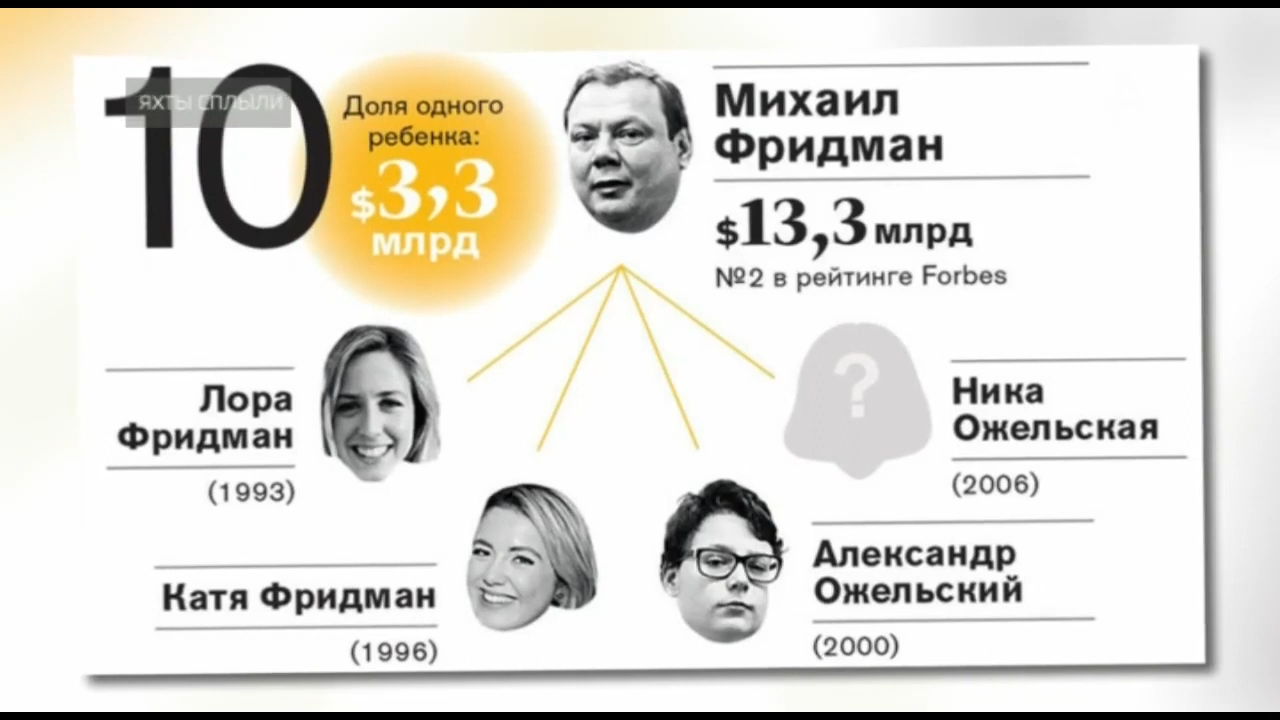 10
ЯХТЫ СПЛЫЛИ
Доля одного
ребенка:
$3,3
млрд
Михаил
Фридман
$13,3 млрд
№2 в рейтинге Forbes
Лора
Фридман
(1993)
?
Ника
Ожельская
(2006)
Катя Фридман
(1996)
Александр
Ожельский
(2000)